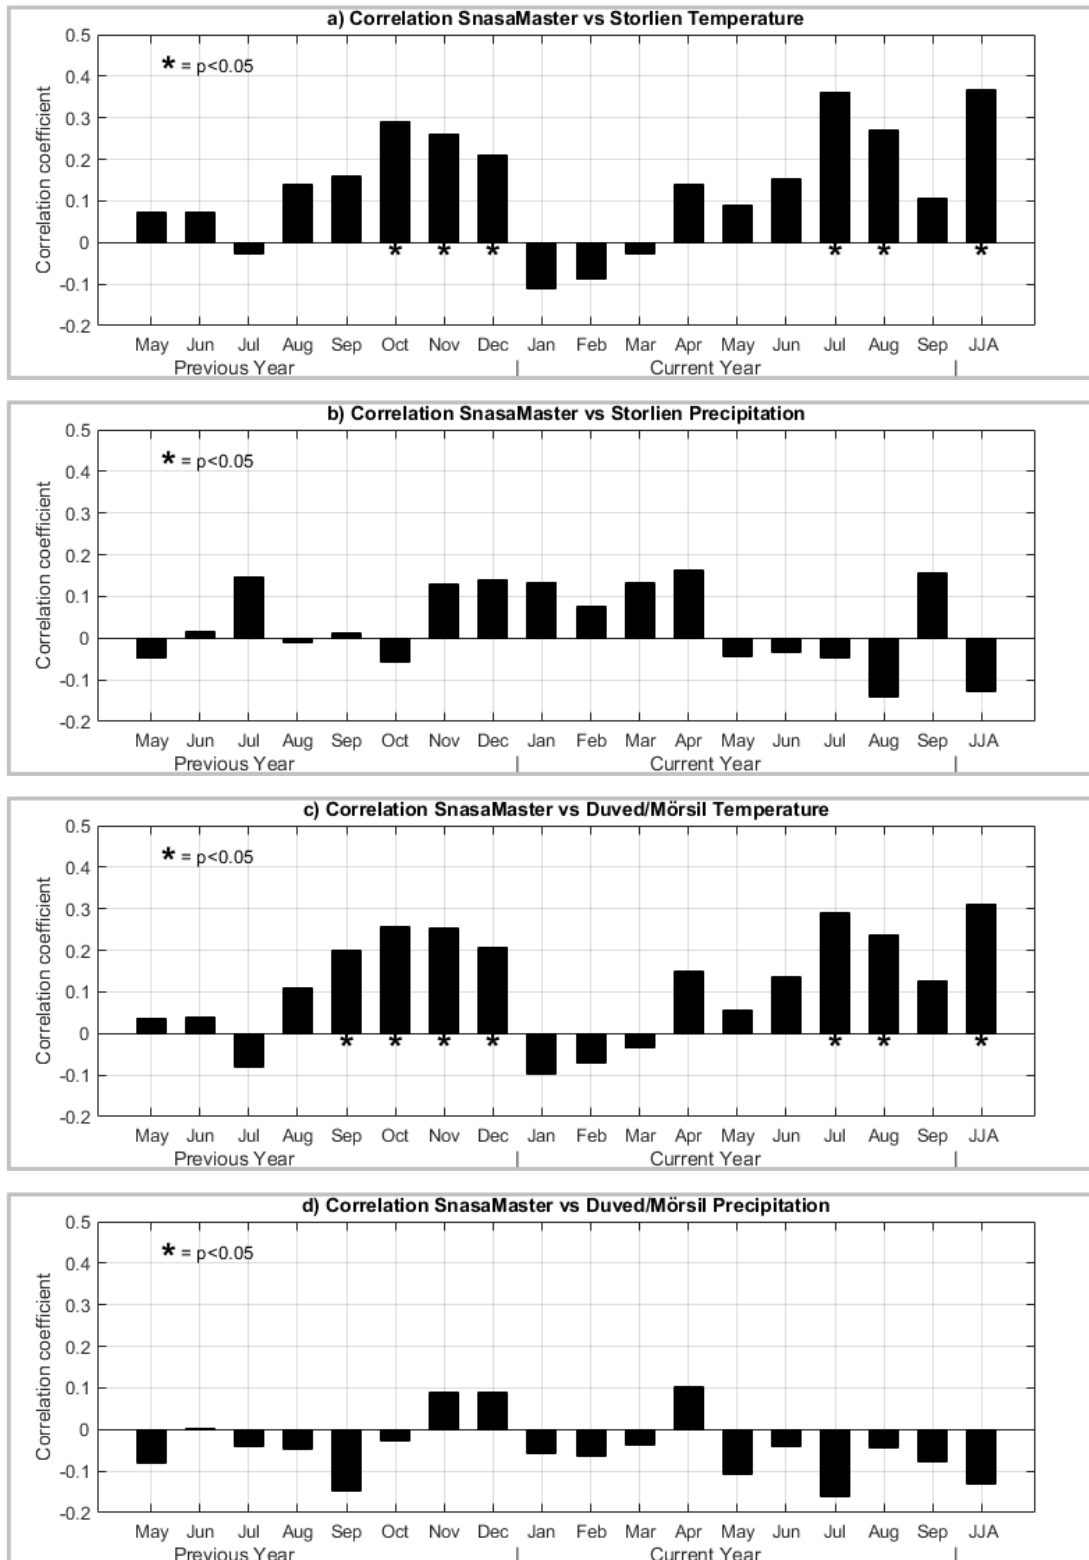 a) Correlation SnasaMaster vs Storlien Temperature
0.5
* = p<0.05
0.4
0.3
0.2
0.1
0
-0.1
-0.2
Correlation coefficient
* * * * * *
May Jun Jul Aug Sep Oct Nov Dec Jan Feb Mar Apr May Jun Jul Aug Sep JJA
Previous Year | Current Year |
b) Correlation SnasaMaster vs Storlien Precipitation
0.5
* = p<0.05
0.4
0.3
0.2
0.1
0
-0.1
-0.2
Correlation coefficient
May Jun Jul Aug Sep Oct Nov Dec Jan Feb Mar Apr May Jun Jul Aug Sep JJA
Previous Year | Current Year |
c) Correlation SnasaMaster vs Duved/Mörsil Temperature
0.5
* = p<0.05
0.4
0.3
0.2
0.1
0
-0.1
-0.2
Correlation coefficient
* * * * * * *
May Jun Jul Aug Sep Oct Nov Dec Jan Feb Mar Apr May Jun Jul Aug Sep JJA
Previous Year | Current Year |
d) Correlation SnasaMaster vs Duved/Mörsil Precipitation
0.5
* = p<0.05
0.4
0.3
0.2
0.1
0
-0.1
-0.2
Correlation coefficient
May Jun Jul Aug Sep Oct Nov Dec Jan Feb Mar Apr May Jun Jul Aug Sep JJA
Previous Year | Current Year |